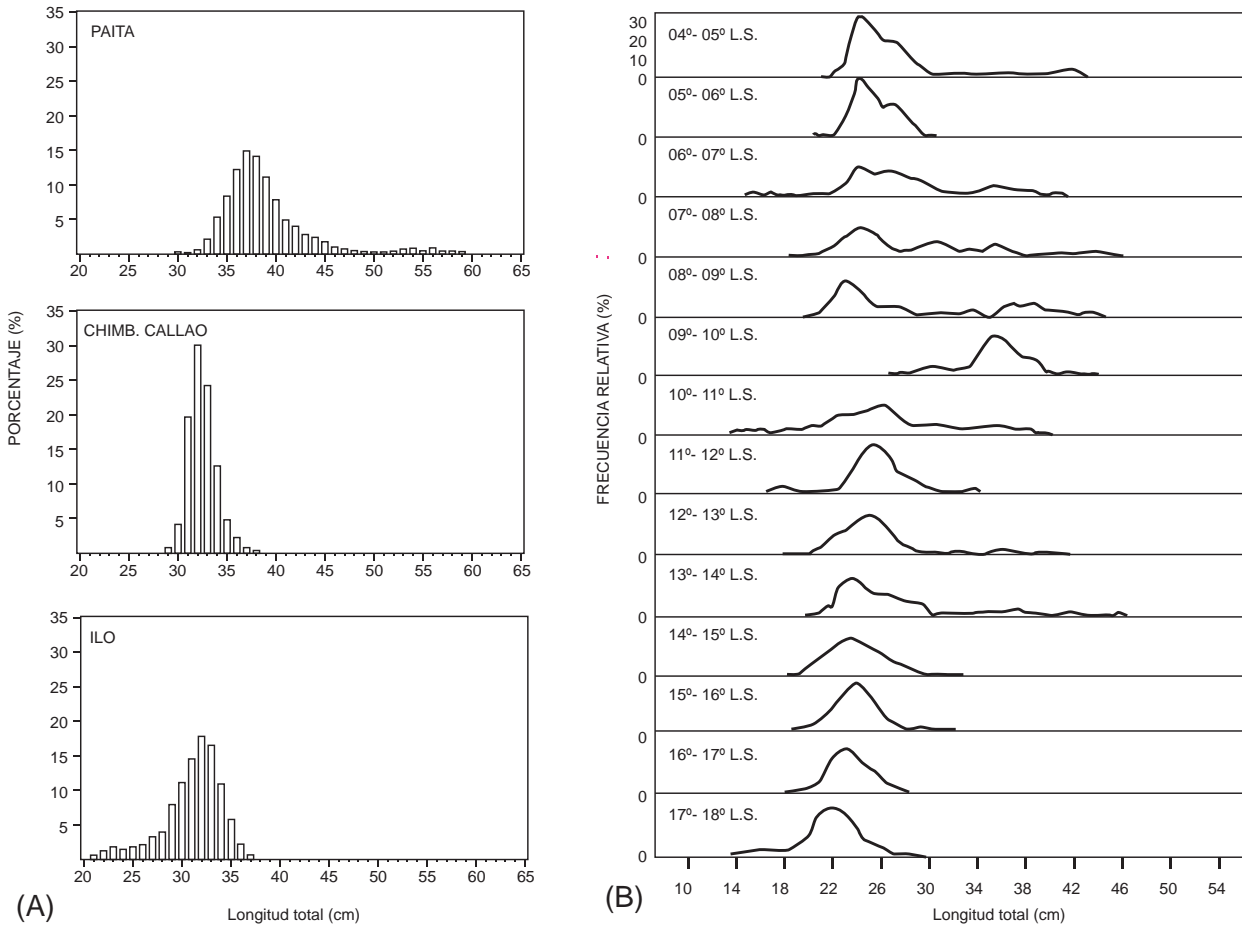 PORCENTAJE (%)
PAITA
35
30
25
20
15
10
5
20 25 30 35 40 45 50 55 60 65
CHIMB. CALLAO
35
30
25
20
15
10
5
20 25 30 35 40 45 50 55 60 65
ILO
35
30
25
20
15
10
5
20 25 30 35 40 45 50 55 60 65
Longitud total (cm)
(A)
FRECUENCIA RELATIVA (%)
30
20
10
0
04º- 05º L.S.
05º- 06º L.S.
0
06º- 07º L.S.
0
07º- 08º L.S.
0
08º- 09º L.S.
0
09º- 10º L.S.
0
10º- 11º L.S.
0
11º- 12º L.S.
0
12º- 13º L.S.
0
13º- 14º L.S.
0
14º- 15º L.S.
0
15º- 16º L.S.
0
16º- 17º L.S.
0
17º- 18º L.S.
0
10 14 18 22 26 30 34 38 42 46 50 54
Longitud total (cm)
(B)